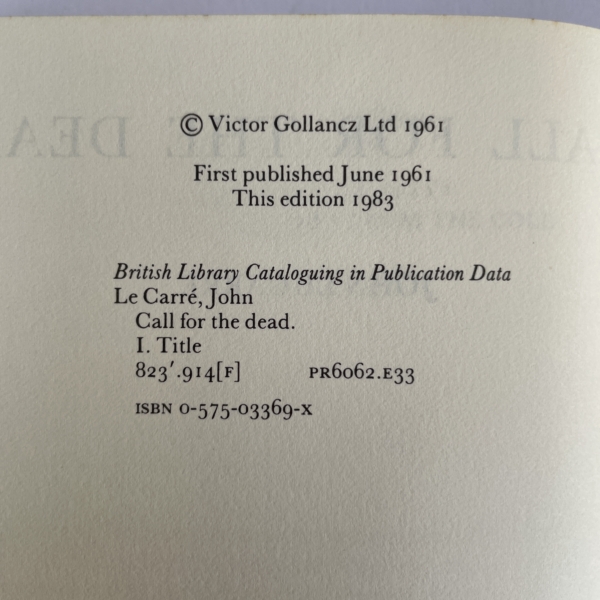 © Victor Gollancz Ltd 1961
First published June 1961
This edition 1983
British Library Cataloguing in Publication Data
Le Carré, John
Call for the dead.
I. Title
823′.914[F] PR6062.E33
ISBN 0-575-03369-X